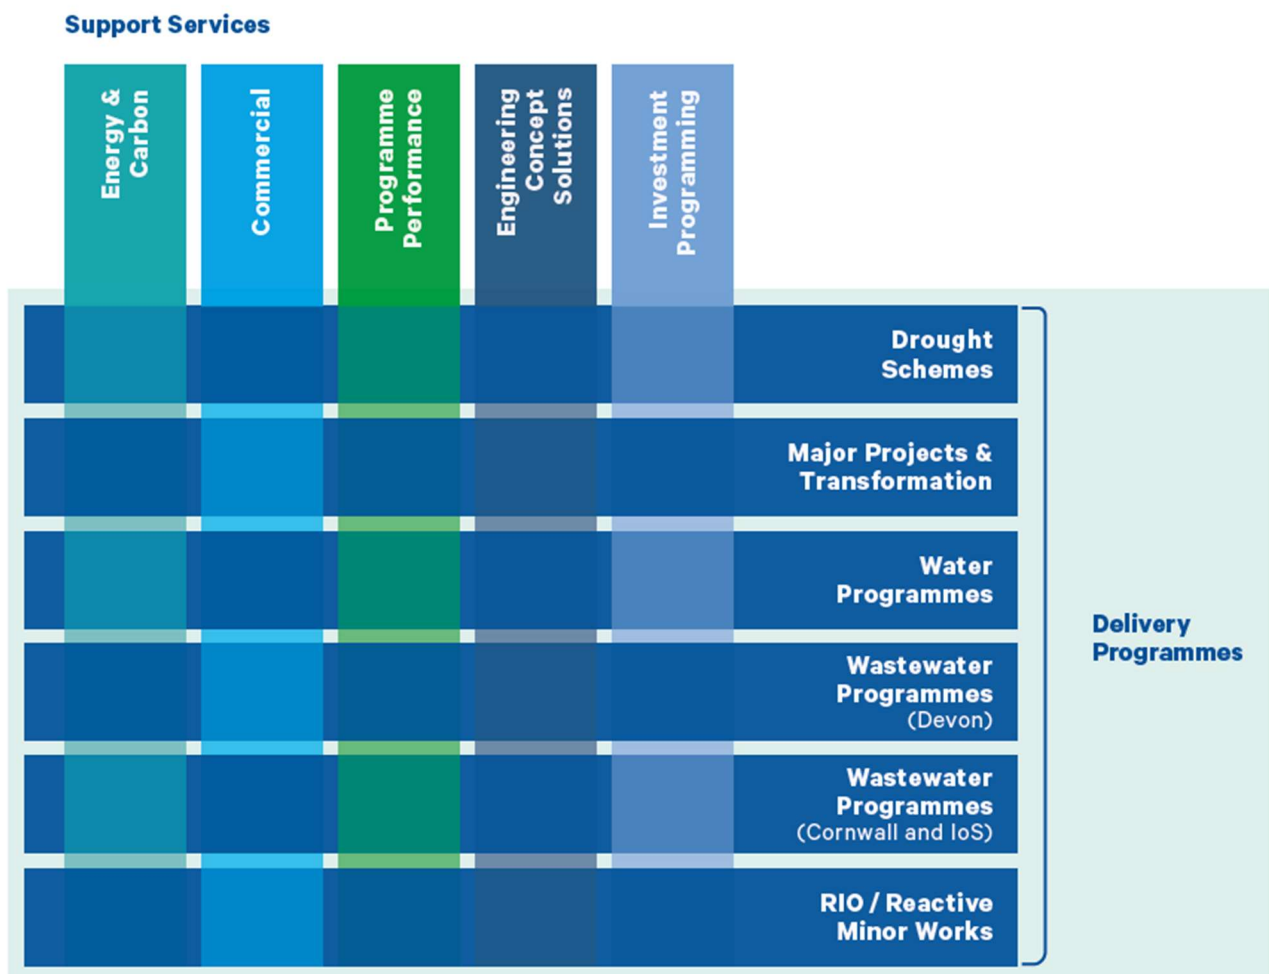 Support Services
Energy &
Carbon
Commercial
Programme
Performance
Engineering
Concept
Solutions
Investment
Programming
Drought
Schemes
Major Projects &
Transformation
Water
Programmes
Wastewater
Programmes
(Devon)
Wastewater
Programmes
(Cornwall and IoS)
RIO / Reactive
Minor Works
Delivery
Programmes